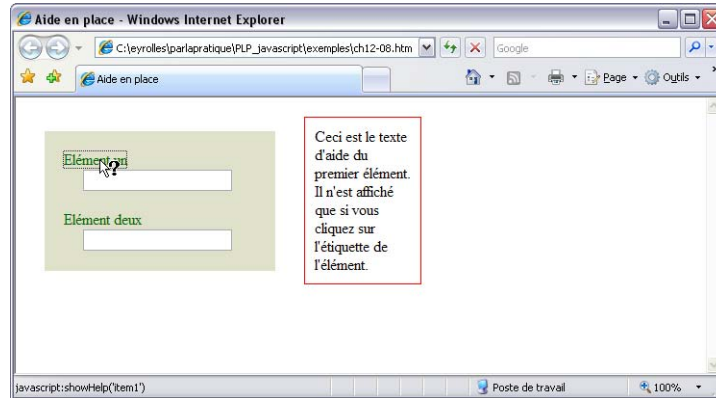 Aide en place - Windows Internet Explorer
C:\eyrolles\parlapratique\PLP_javascript\exemples\ch12-08.htm
Google
Aide en place
Page
Outils
Elément un
Elément deux
Ceci est le texte
d'aide du
premier élément.
Il n'est affiché
que si vous
cliquez sur
l'étiquette de
l'élément.
javascript:showHelp('item1')
Poste de travail
100%